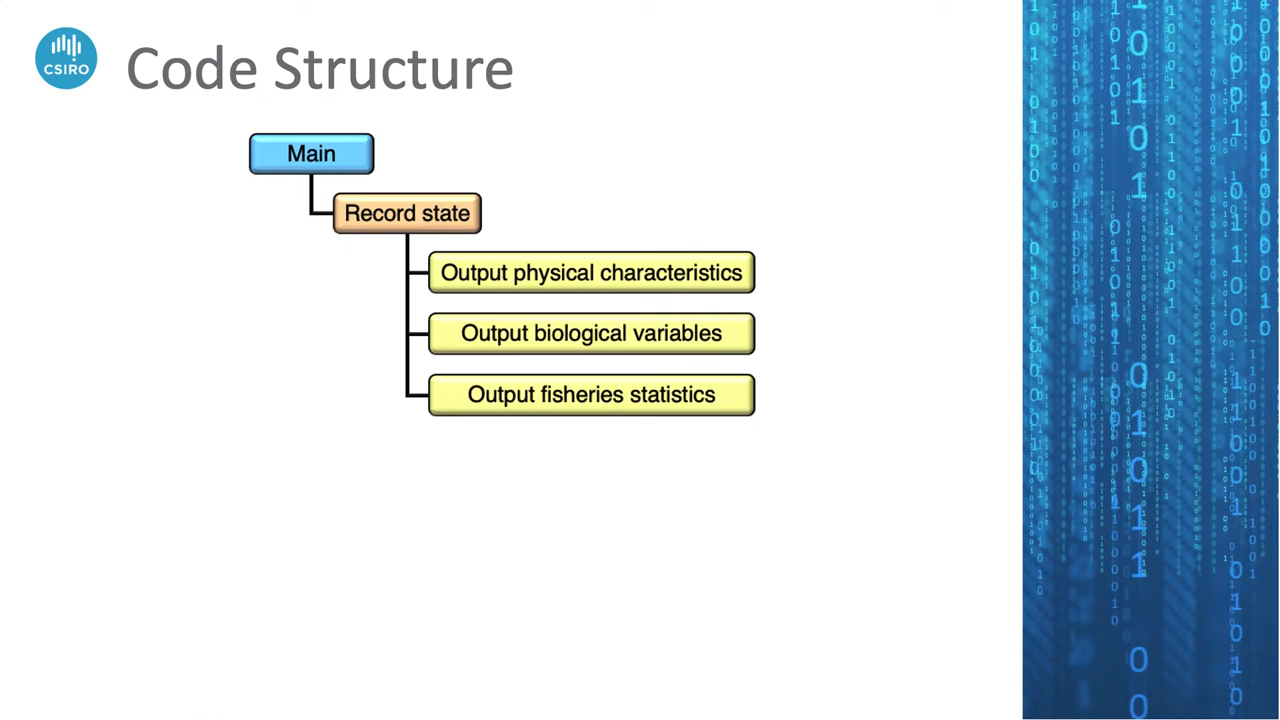 CSIRO
Code Structure
Main
Record state
Output physical characteristics
Output biological variables
Output fisheries statistics